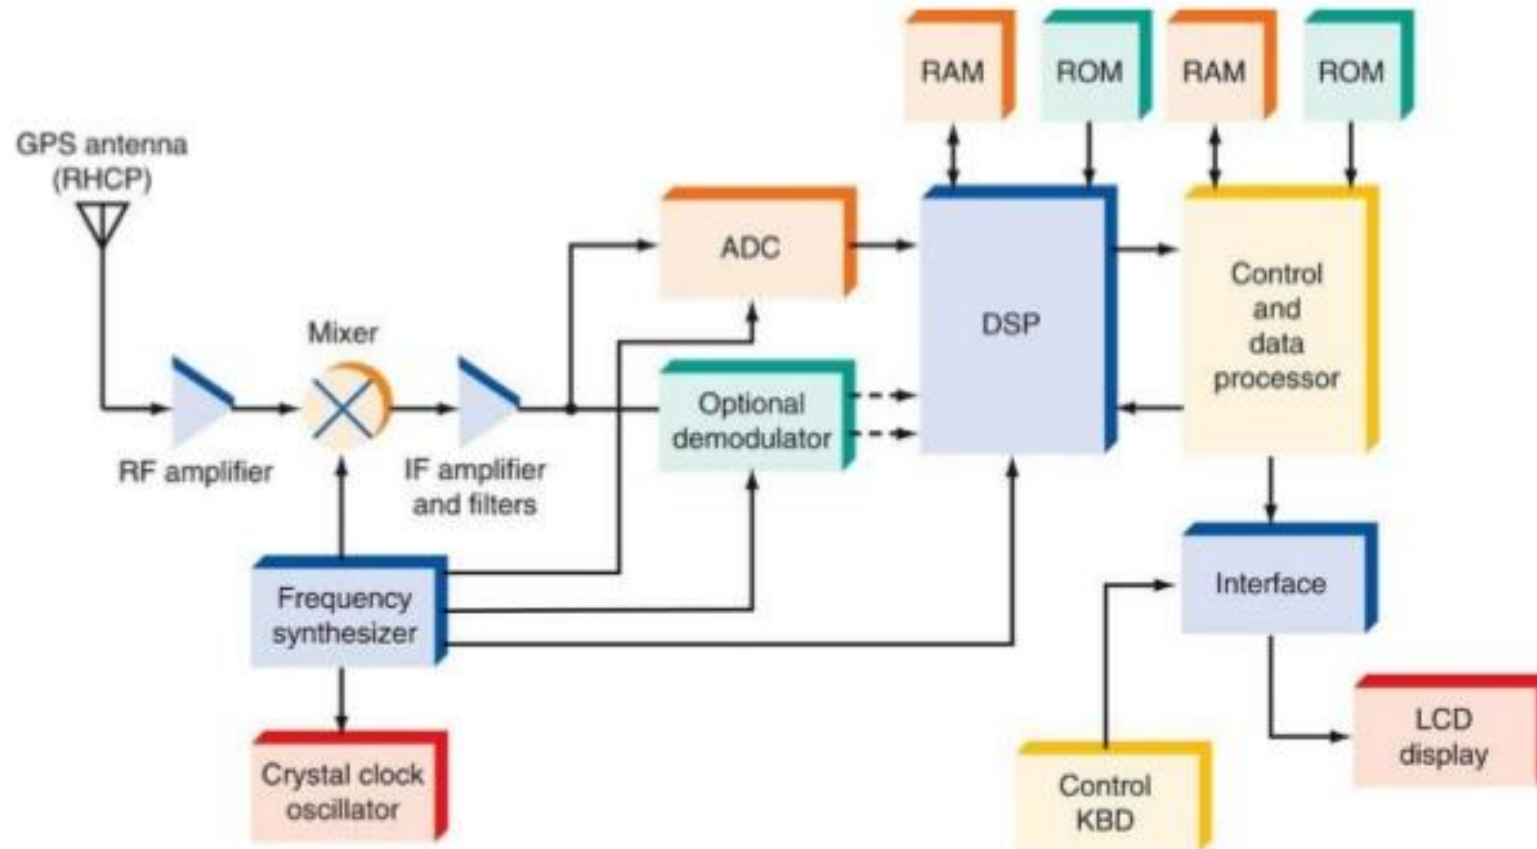 RAM
ROM
RAM
ROM
GPS antenna
(RHCP)
ADC
DSP
Control
and
data
processor
Mixer
Optional
demodulator
RF amplifier
IF amplifier
and filters
Frequency
synthesizer
Interface
Crystal clock
oscillator
Control
KBD
LCD
display